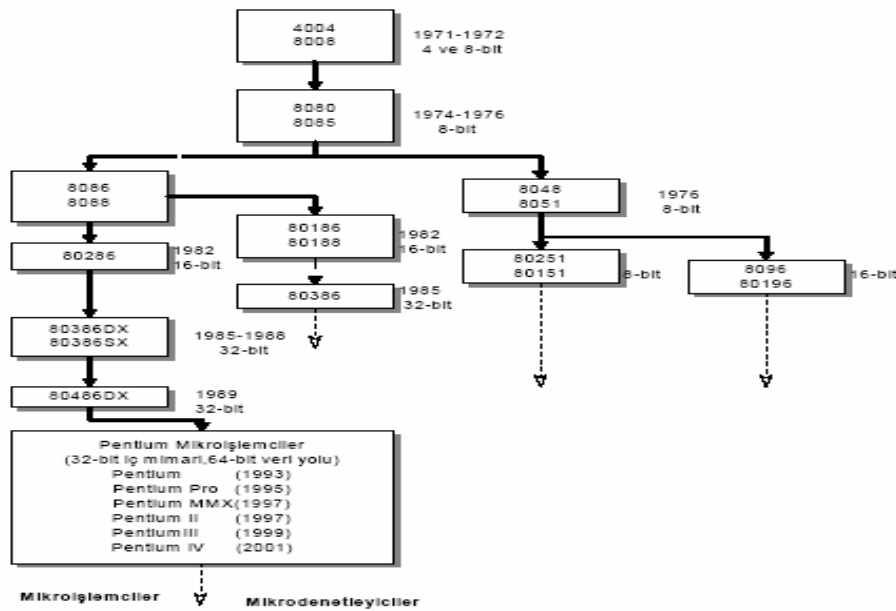 4004
8008
1971-1972
4 ve 8-bit
8080
8085
1974-1976
8-bit
8086
8088
80186
80188
1982
16-bit
8048
8051
1976
8-bit
80286
1982
16-bit
80251
80151
8-bit
8096
80196
16-bit
80386
1985
32-bit
80386DX
80386SX
1985-1988
32-bit
80486DX
1989
32-bit
Pentium Mikroişlemciler
(32-bit iç mimari,64-bit veri yolu)
Pentium (1993)
Pentium Pro (1995)
Pentium MMX(1997)
Pentium II (1997)
PentiumIII (1999)
Pentium IV (2001)
Mikroişlemciler
Mikrodenetleyiciler